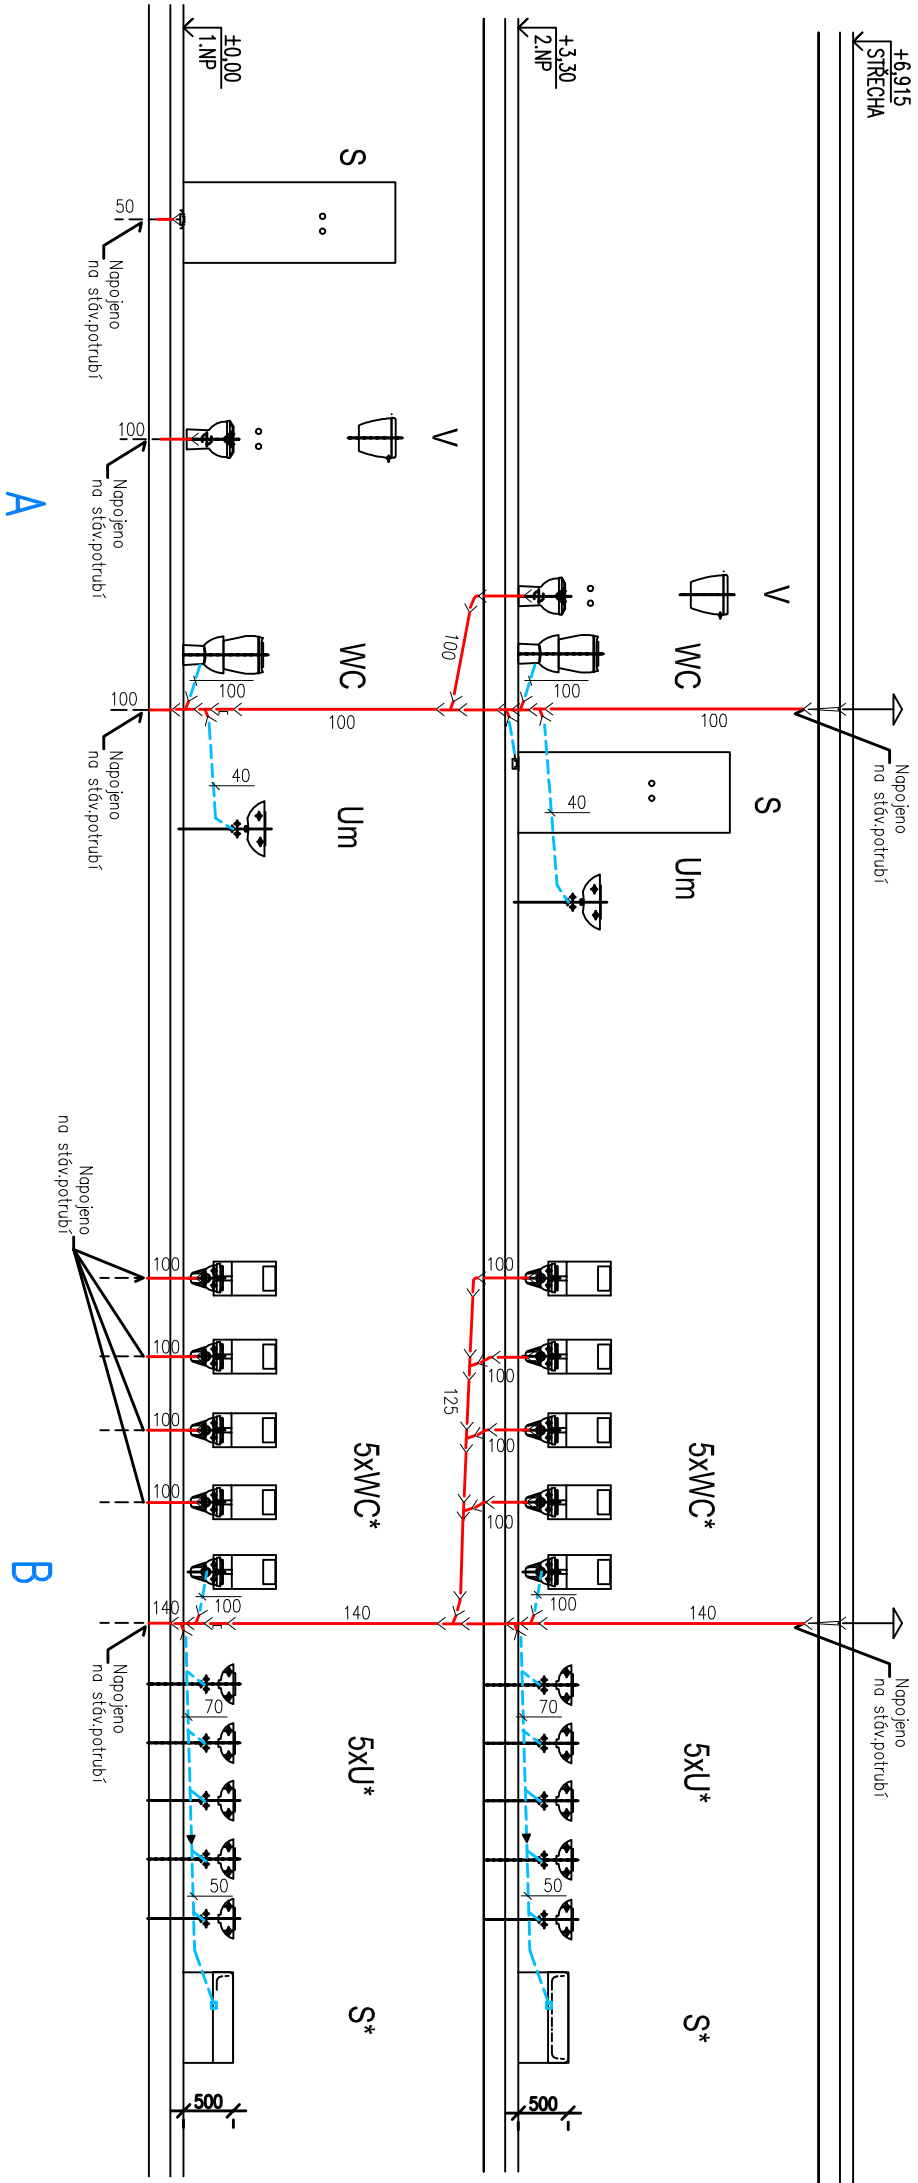 +6,915
STŘECHA
Napojeno
na stáv.potrubí
Napojeno
na stáv.potrubí
V
WC
S
Um
5xWC*
5xU*
S*
100
100
40
140
100
70
50
500
+3,30
2.NP
100
100
100
100
100
125
100
100
140
S
V
WC
Um
5xWC*
5xU*
S*
100
40
100
70
50
500
±0,00
1.NP
50
100
100
100
100
100
100
140
Napojeno
na stáv.potrubí
Napojeno
na stáv.potrubí
Napojeno
na stáv.potrubí
Napojeno
na stáv.potrubí
Napojeno
na stáv.potrubí
A
B